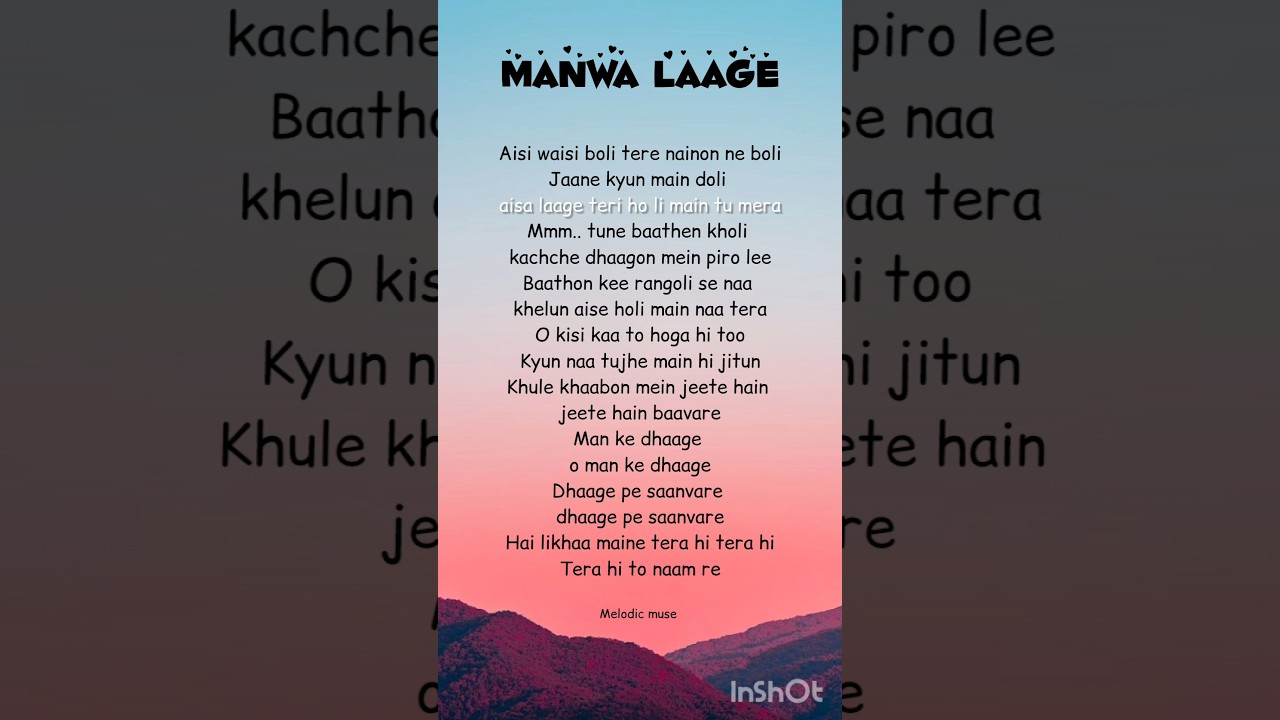 MANWA LAAGE
Aisi waisi boli tere nainon ne boli
Jaane kyun main doli
aisa laage teri ho li main tu mera
Mmm.. tune baathen kholi
kachche dhaagon mein piro lee
Baathon kee rangoli se naa
khelun aise holi main naa tera
O kisi kaa to hoga hi too
Kyun naa tujhe main hi jitun
Khule khaabon mein jeete hain
jeete hain baavare
Man ke dhaage
o man ke dhaage
Dhaage pe saanvare
dhaage pe saanvare
Hai likhaa maine tera hi tera hi
Tera hi to naam re
Melodic muse
InShOt